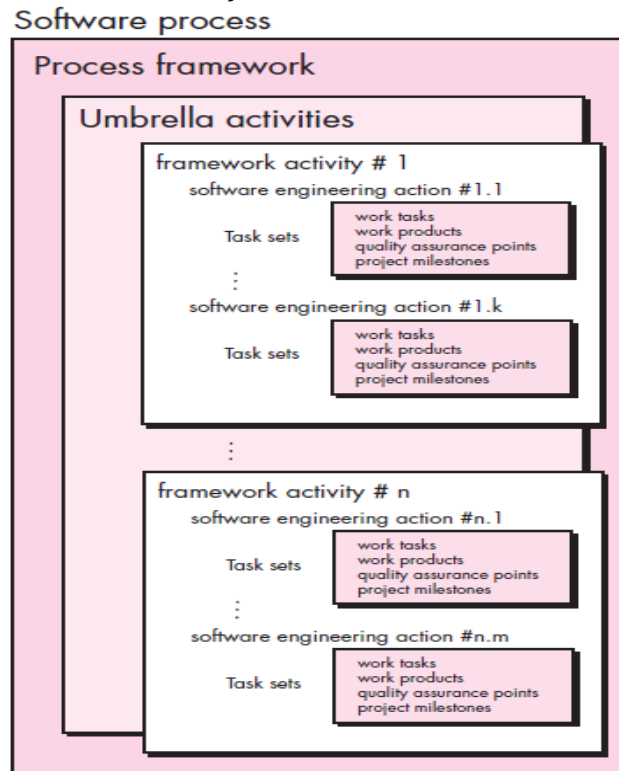 Software process
Process framework
Umbrella activities
framework activity # 1
software engineering action #1.1
Task sets
work tasks
work products
quality assurance points
project milestones
software engineering action #1.k
Task sets
work tasks
work products
quality assurance points
project milestones
framework activity # n
software engineering action #n.1
Task sets
work tasks
work products
quality assurance points
project milestones
software engineering action #n.m
Task sets
work tasks
work products
quality assurance points
project milestones